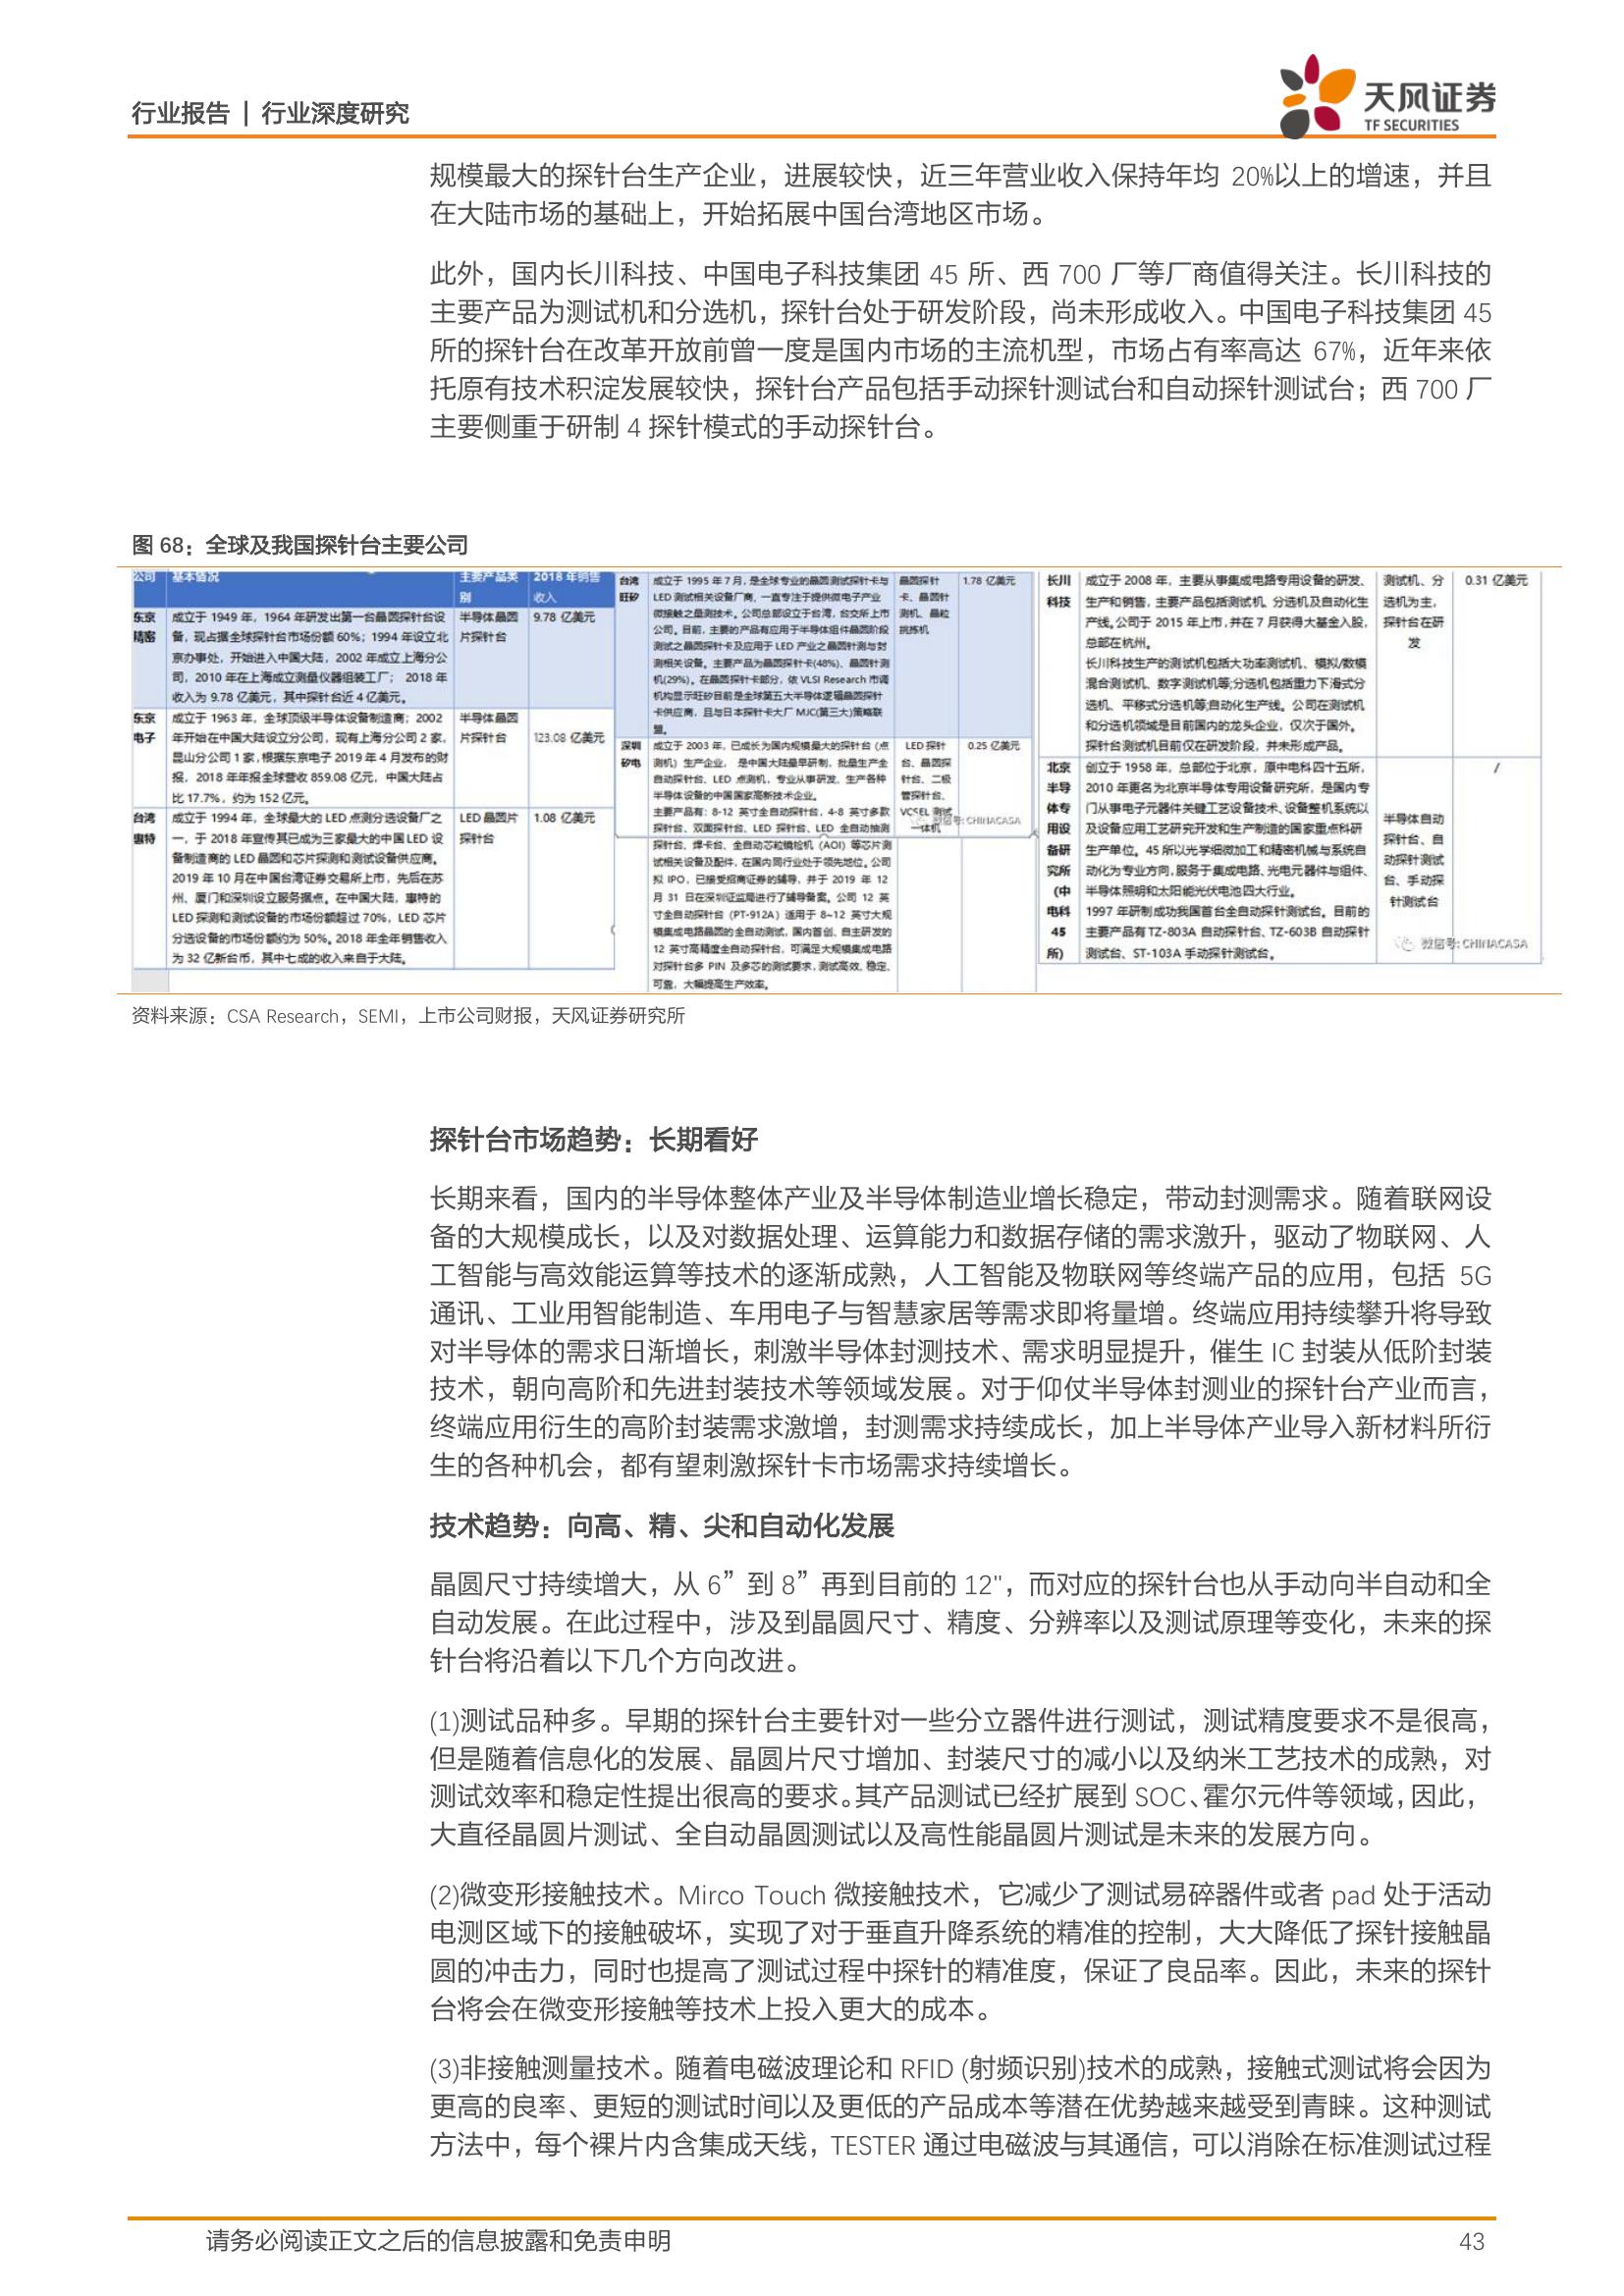 行业报告 | 行业深度研究
天风证券
TF SECURITIES
规模最大的探针台生产企业，进展较快，近三年营业收入保持年均 20%以上的增速，并且
在大陆市场的基础上，开始拓展中国台湾地区市场。
此外，国内长川科技、中国电子科技集团 45 所、西 700 厂等厂商值得关注。长川科技的
主要产品为测试机和分选机，探针台处于研发阶段，尚未形成收入。中国电子科技集团 45
所的探针台在改革开放前曾一度是国内市场的主流机型，市场占有率高达 67%，近年来依
托原有技术积淀发展较快，探针台产品包括手动探针测试台和自动探针测试台；西 700 厂
主要侧重于研制 4 探针模式的手动探针台。
图 68：全球及我国探针台主要公司
公司 基本情况 主要产品类 2018 年销售
别 收入
东京 成立于 1949 年，1964 年研发出第一台晶圆探针台设 半导体晶圆 9.78 亿美元
精密 备，现占据全球探针台市场份额 60%；1994 年设立北 片探针台
京办事处，开始进入中国大陆，2002 年成立上海分公
司，2010 年在上海成立测量仪器组装工厂； 2018 年
收入为 9.78 亿美元，其中探针台近 4 亿美元。
东京 成立于 1963 年，全球顶级半导体设备制造商；2002 半导体晶圆
电子 年开始在中国大陆设立分公司，现有上海分公司 2 家， 片探针台 123.08 亿美元
昆山分公司 1 家，根据东京电子 2019 年 4 月发布的财
报，2018 年年报全球营收 859.08 亿元，中国大陆占
比 17.7%，约为 152 亿元。
台湾 成立于 1994 年，全球最大的 LED 点测分选设备厂之 LED 晶圆片 1.08 亿美元
惠特 一，于 2018 年宣传其已成为三家最大的中国 LED 设 探针台
备制造商的 LED 晶圆和芯片探测和测试设备供应商。
2019 年 10 月在中国台湾证券交易所上市，先后在苏
州、厦门和深圳设立服务据点。在中国大陆，惠特的
LED 探测和测试设备的市场份额超过 70%，LED 芯片
分选设备的市场份额约为 50%。2018 年全年销售收入
为 32 亿新台币，其中七成的收入来自于大陆。
台湾 成立于 1995 年 7 月，是全球专业的晶圆测试探针卡与 晶圆探针 1.78 亿美元
旺矽 LED 测试相关设备厂商，一直专注于提供微电子产业 卡、晶圆针
微接触之量测技术。公司总部设立于台湾，台交所上市 测机、晶粒
公司。目前，主要的产品有应用于半导体组件晶圆阶段 挑拣机
测试之晶圆探针卡及应用于 LED 产业之晶圆针测与封
测相关设备。主要产品为晶圆探针卡(48%)、晶圆针测
机(29%)。在晶圆探针卡部分，依 VLSI Research 市调
机构显示旺矽目前是全球第五大半导体逻辑晶圆探针
卡供应商，且与日本探针卡大厂 MJC(第三大)策略联
盟。
深圳 成立于 2003 年，已成长为国内规模最大的探针台 (点 LED 探针 0.25 亿美元
矽电 测机) 生产企业， 是中国大陆最早研制、批量生产全 台、晶圆探
自动探针台、LED 点测机，专业从事研发、生产各种 针台、二极
半导体设备的中国国家高新技术企业。 管探针台、
主要产品有：8-12 英寸全自动探针台，4-8 英寸多款 VCSEL 测试
探针台、双面探针台、LED 探针台、LED 全自动抽测 一体机
微信号: CHINACASA
探针台、焊卡台、全自动芯粒镜检机（AOI）等芯片测
试相关设备及配件，在国内同行业处于领先地位。公司
拟 IPO，已接受招商证券的辅导，并于 2019 年 12
月 31 日在深圳证监局进行了辅导备案。公司 12 英
寸全自动探针台（PT-912A）适用于 8~12 英寸大规
模集成电路晶圆的全自动测试，国内首创、自主研发的
12 英寸高精度全自动探针台，可满足大规模集成电路
对探针台多 PIN 及多芯的测试要求，测试高效、稳定、
可靠，大幅提高生产效率。
长川 成立于 2008 年，主要从事集成电路专用设备的研发、 测试机、分 0.31 亿美元
科技 生产和销售，主要产品包括测试机、分选机及自动化生 选机为主，
产线。公司于 2015 年上市，并在 7 月获得大基金入股， 探针台在研
总部在杭州。 发
长川科技生产的测试机包括大功率测试机、模拟/数模
混合测试机、数字测试机等;分选机包括重力下滑式分
选机、平移式分选机等;自动化生产线。公司在测试机
和分选机领域是目前国内的龙头企业，仅次于国外。
探针台测试机目前仅在研发阶段，并未形成产品。
北京 创立于 1958 年，总部位于北京，原中电科四十五所， /
半导 2010 年更名为北京半导体专用设备研究所，是国内专
体专 门从事电子元器件关键工艺设备技术、设备整机系统以
用设 及设备应用工艺研究开发和生产制造的国家重点科研 半导体自动
备研 生产单位。45 所以光学细微加工和精密机械与系统自 探针台、自
究所 动化为专业方向，服务于集成电路、光电元器件与组件、 动探针测试
(中 半导体照明和太阳能光伏电池四大行业。 台、手动探
电科 1997 年研制成功我国首台全自动探针测试台。目前的 针测试台
45 主要产品有 TZ-803A 自动探针台、TZ-603B 自动探针
所) 测试台、ST-103A 手动探针测试台。
微信号: CHINACASA
资料来源：CSA Research，SEMI，上市公司财报，天风证券研究所
探针台市场趋势：长期看好
长期来看，国内的半导体整体产业及半导体制造业增长稳定，带动封测需求。随着联网设
备的大规模成长，以及对数据处理、运算能力和数据存储的需求激升，驱动了物联网、人
工智能与高效能运算等技术的逐渐成熟，人工智能及物联网等终端产品的应用，包括 5G
通讯、工业用智能制造、车用电子与智慧家居等需求即将量增。终端应用持续攀升将导致
对半导体的需求日渐增长，刺激半导体封测技术、需求明显提升，催生 IC 封装从低阶封装
技术，朝向高阶和先进封装技术等领域发展。对于仰仗半导体封测业的探针台产业而言，
终端应用衍生的高阶封装需求激增，封测需求持续成长，加上半导体产业导入新材料所衍
生的各种机会，都有望刺激探针卡市场需求持续增长。
技术趋势：向高、精、尖和自动化发展
晶圆尺寸持续增大，从 6” 到 8” 再到目前的 12"，而对应的探针台也从手动向半自动和全
自动发展。在此过程中，涉及到晶圆尺寸、精度、分辨率以及测试原理等变化，未来的探
针台将沿着以下几个方向改进。
(1)测试品种多。早期的探针台主要针对一些分立器件进行测试，测试精度要求不是很高，
但是随着信息化的发展、晶圆片尺寸增加、封装尺寸的减小以及纳米工艺技术的成熟，对
测试效率和稳定性提出很高的要求。其产品测试已经扩展到 SOC、霍尔元件等领域，因此，
大直径晶圆片测试、全自动晶圆测试以及高性能晶圆片测试是未来的发展方向。
(2)微变形接触技术。Mirco Touch 微接触技术，它减少了测试易碎器件或者 pad 处于活动
电测区域下的接触破坏，实现了对于垂直升降系统的精准的控制，大大降低了探针接触晶
圆的冲击力，同时也提高了测试过程中探针的精准度，保证了良品率。因此，未来的探针
台将会在微变形接触等技术上投入更大的成本。
(3)非接触测量技术。随着电磁波理论和 RFID (射频识别)技术的成熟，接触式测试将会因为
更高的良率、更短的测试时间以及更低的产品成本等潜在优势越来越受到青睐。这种测试
方法中，每个裸片内含集成天线，TESTER 通过电磁波与其通信，可以消除在标准测试过程
请务必阅读正文之后的信息披露和免责申明
43